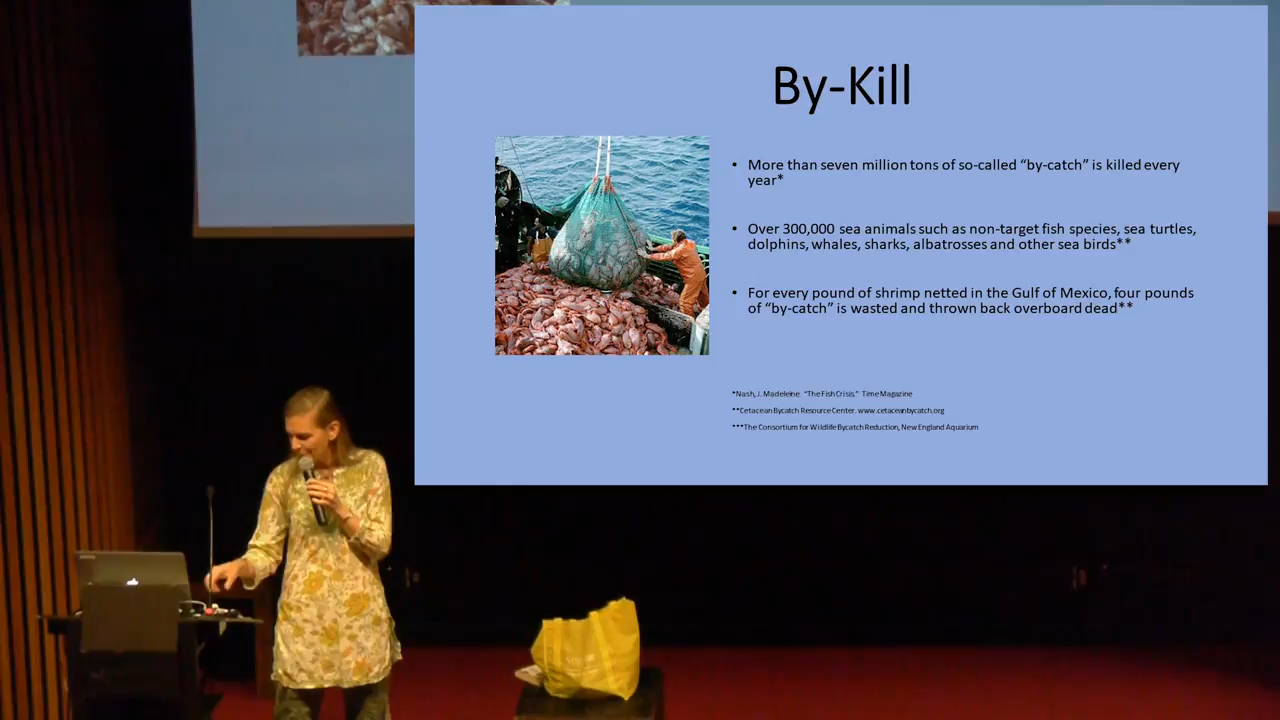 By-Kill
• More than seven million tons of so-called “by-catch” is killed every
year*
• Over 300,000 sea animals such as non-target fish species, sea turtles,
dolphins, whales, sharks, albatrosses and other sea birds**
• For every pound of shrimp netted in the Gulf of Mexico, four pounds
of “by-catch” is wasted and thrown back overboard dead**
*Nash, J. Madeleine. “The Fish Crisis.” Time Magazine
**Cetacean Bycatch Resource Center. www.cetaceanbycatch.org
***The Consortium for Wildlife Bycatch Reduction, New England Aquarium